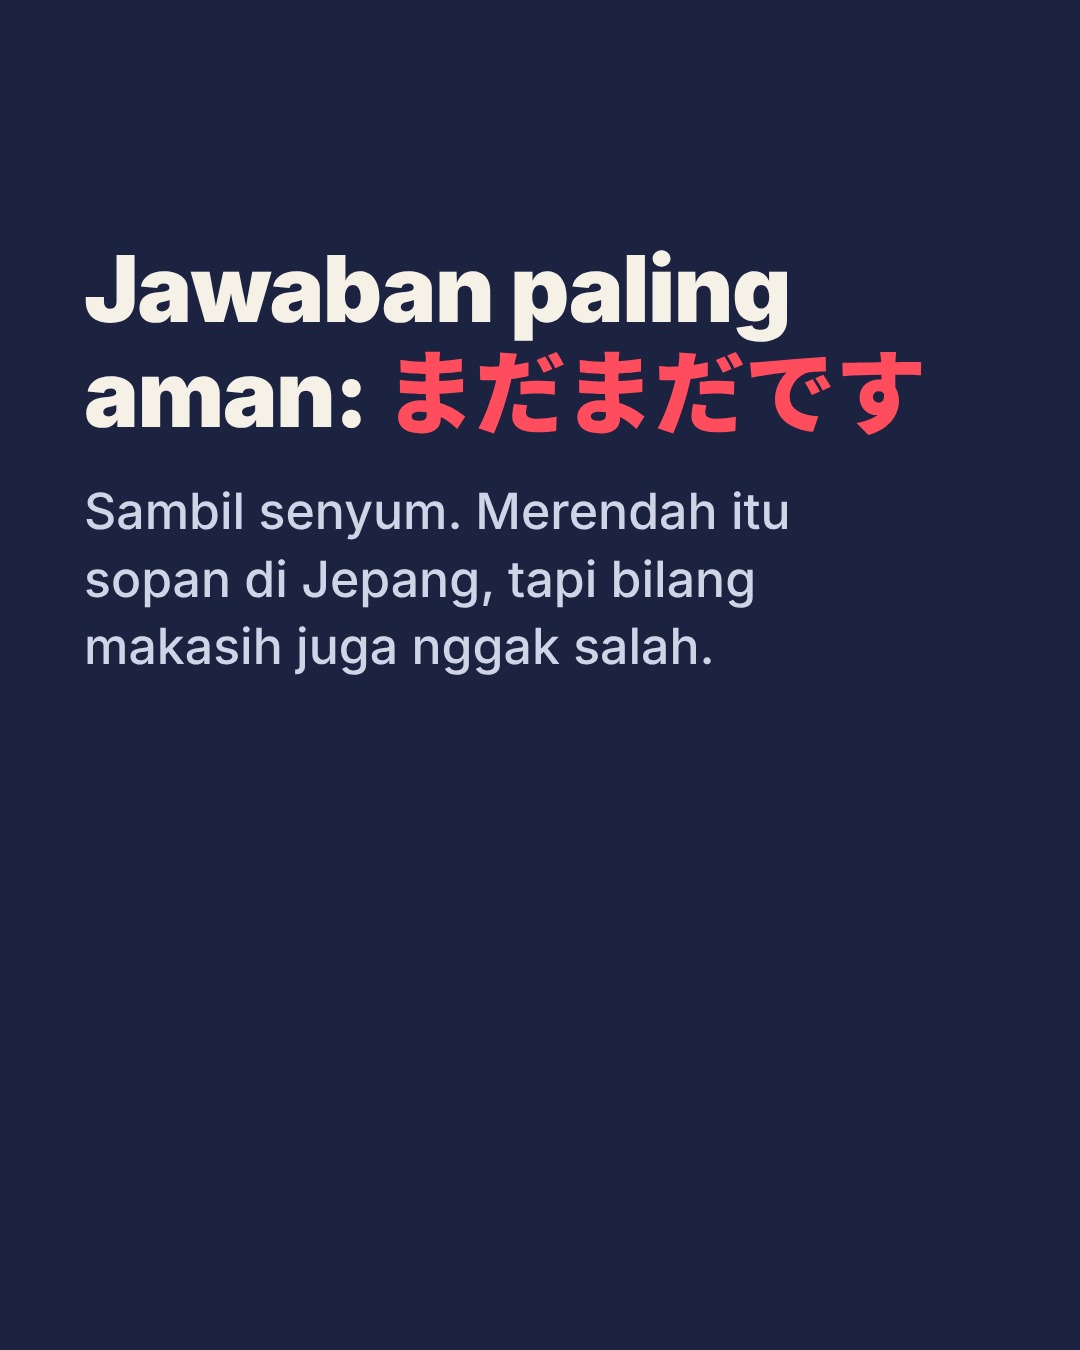 Jawaban paling
aman: まだまだです
Sambil senyum. Merendah itu
sopan di Jepang, tapi bilang
makasih juga nggak salah.